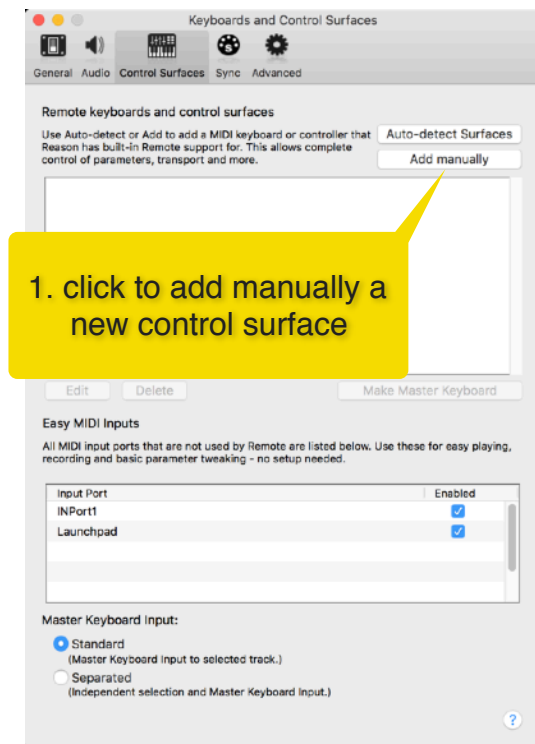 Keyboards and Control Surfaces
General Audio Control Surfaces Sync Advanced
Remote keyboards and control surfaces
Use Auto-detect or Add to add a MIDI keyboard or controller that
Reason has built-in Remote support for. This allows complete
control of parameters, transport and more.
Auto-detect Surfaces
Add manually
1. click to add manually a
new control surface
Edit Delete Make Master Keyboard
Easy MIDI Inputs
All MIDI input ports that are not used by Remote are listed below. Use these for easy playing,
recording and basic parameter tweaking - no setup needed.
Input Port Enabled
INPort1
Launchpad
Master Keyboard Input:
Standard
(Master Keyboard Input to selected track.)
Separated
(Independent selection and Master Keyboard Input.)
?